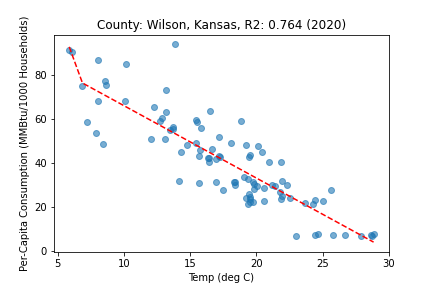 County: Wilson, Kansas, R2: 0.764 (2020)
Per-Capita Consumption (MMBtu/1000 Households)
80
60
40
20
0
5 10 15 20 25 30
Temp (deg C)